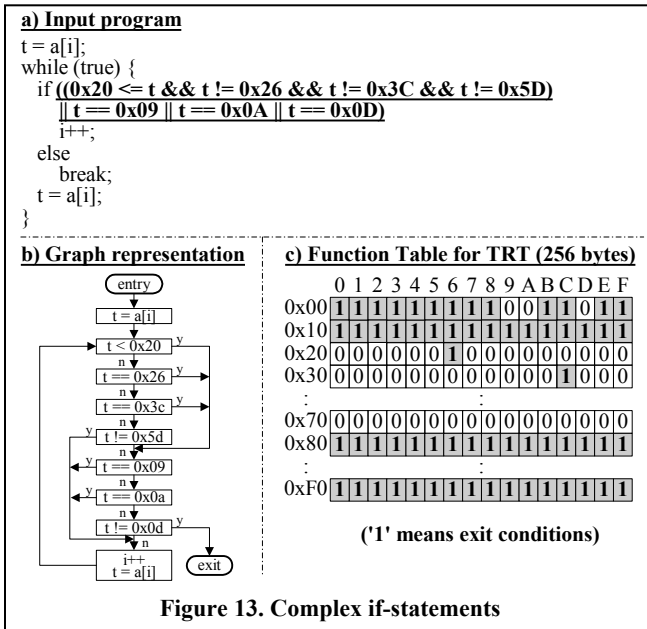 a) Input program
t = a[i];
while (true) {
if ((0x20 <= t && t != 0x26 && t != 0x3C && t != 0x5D)
|| t == 0x09 || t == 0x0A || t == 0x0D)
i++;
else
break;
t = a[i];
}
b) Graph representation
entry
t = a[i]
t < 0x20 y
n
t == 0x26 y
n
t == 0x3c y
n
y t != 0x5d
n
y t == 0x09
n
y t == 0x0a
n
t != 0x0d y
n
i++
t = a[i]
exit
c) Function Table for TRT (256 bytes)
0 1 2 3 4 5 6 7 8 9 A B C D E F
0x00 1 1 1 1 1 1 1 1 1 0 0 1 1 0 1 1
0x10 1 1 1 1 1 1 1 1 1 1 1 1 1 1 1 1
0x20 0 0 0 0 0 0 1 0 0 0 0 0 0 0 0 0
0x30 0 0 0 0 0 0 0 0 0 0 0 0 1 0 0 0
: :
0x70 0 0 0 0 0 0 0 0 0 0 0 0 0 0 0 0
0x80 1 1 1 1 1 1 1 1 1 1 1 1 1 1 1 1
: :
0xF0 1 1 1 1 1 1 1 1 1 1 1 1 1 1 1 1
('1' means exit conditions)
Figure 13. Complex if-statements